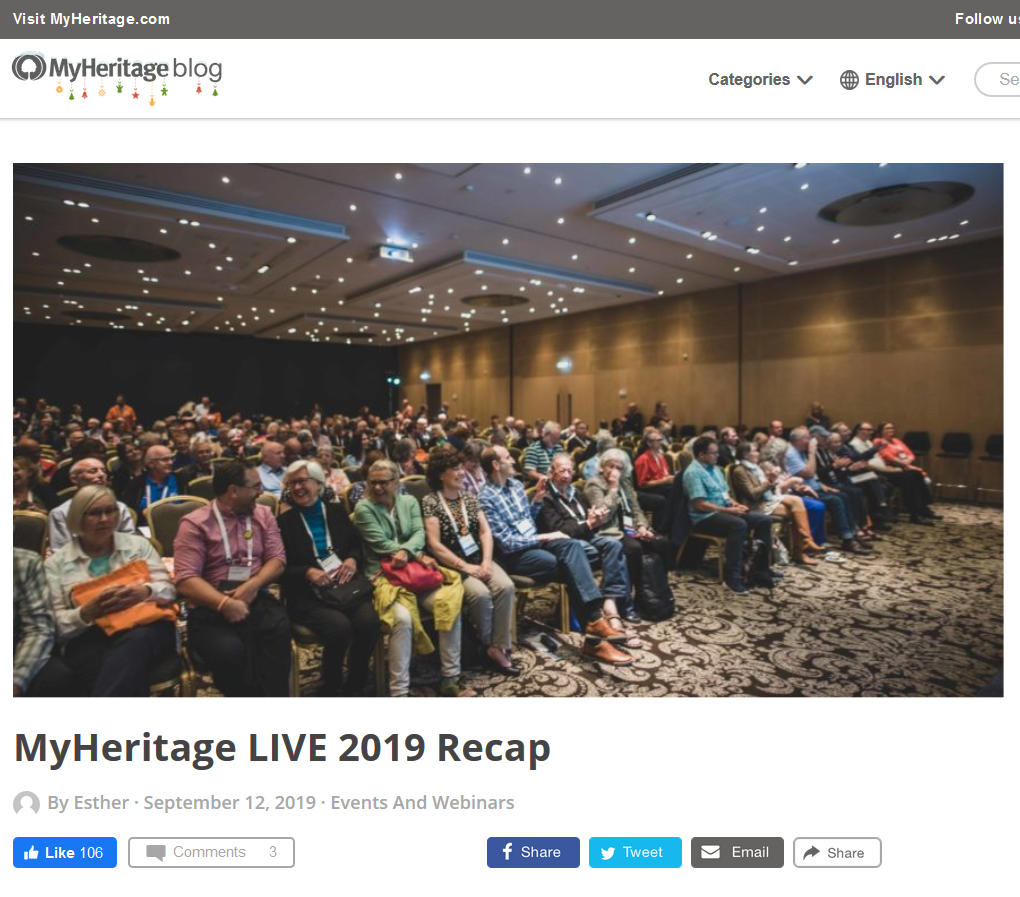 Visit MyHeritage.com
Follow us
MyHeritage blog
Categories
English
Se
MyHeritage LIVE 2019 Recap
By Esther · September 12, 2019 · Events And Webinars
Like 106
Comments 3
Share
Tweet
Email
Share